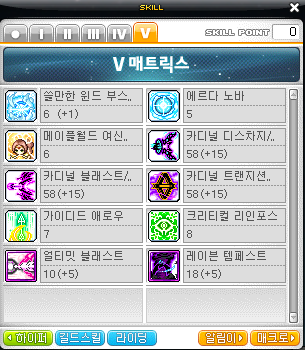 SKILL
I II III IV V SKILL POINT 0
V 매트릭스
쓸만한 윈드 부스.. 에르다 노바
6 (+1) 5
메이플월드 여신.. 카디널 디스차지/..
6 58(+15)
카디널 블래스트/.. 카디널 트랜지션..
58(+15) 58(+15)
가이디드 애로우 크리티컬 리인포스
7 8
얼티밋 블래스트 레이븐 템페스트
10(+5) 18(+5)
하이퍼 길드스킬 라이딩 알림이 매크로